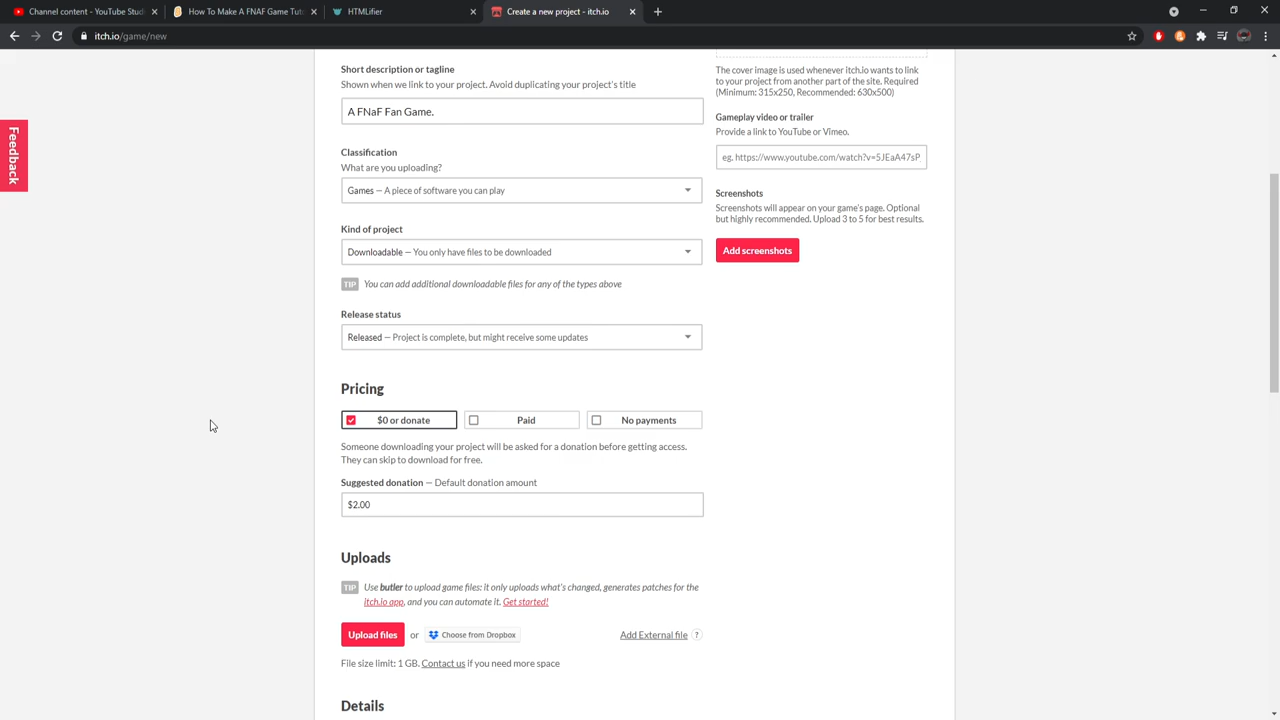 Channel content - YouTube Stud
How To Make A FNAF Game Tuto
HTMLifier
Create a new project - itch.io
itch.io/game/new
Feedback
Short description or tagline
Shown when we link to your project. Avoid duplicating your project's title
A FNaF Fan Game.
Classification
What are you uploading?
Games — A piece of software you can play
Kind of project
Downloadable — You only have files to be downloaded
TIP You can add additional downloadable files for any of the types above
Release status
Released — Project is complete, but might receive some updates
Pricing
$0 or donate
Paid
No payments
Someone downloading your project will be asked for a donation before getting access.
They can skip to download for free.
Suggested donation — Default donation amount
$2.00
Uploads
TIP Use butler to upload game files: it only uploads what's changed, generates patches for the
itch.io app, and you can automate it. Get started!
Upload files or Choose from Dropbox
Add External file ?
File size limit: 1 GB. Contact us if you need more space
Details
The cover image is used whenever itch.io wants to link
to your project from another part of the site. Required
(Minimum: 315x250, Recommended: 630x500)
Gameplay video or trailer
Provide a link to YouTube or Vimeo.
eg. https://www.youtube.com/watch?v=5JEaA47sP
Screenshots
Screenshots will appear on your game's page. Optional
but highly recommended. Upload 3 to 5 for best results.
Add screenshots